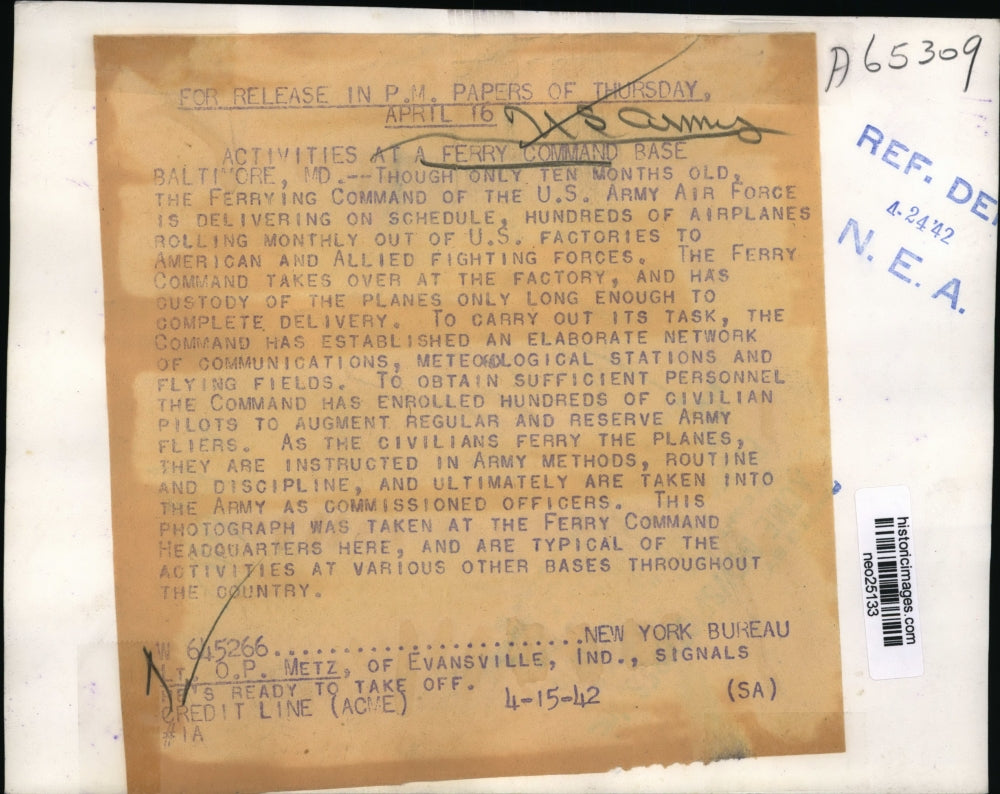 A65309
FOR RELEASE IN P.M. PAPERS OF THURSDAY,
APRIL 16 US Army
ACTIVITIES AT A FERRY COMMAND BASE
BALTIMORE, MD.--THOUGH ONLY TEN MONTHS OLD,
THE FERRYING COMMAND OF THE U.S. ARMY AIR FORCE
IS DELIVERING ON SCHEDULE, HUNDREDS OF AIRPLANES
ROLLING MONTHLY OUT OF U.S. FACTORIES TO
AMERICAN AND ALLIED FIGHTING FORCES. THE FERRY
COMMAND TAKES OVER AT THE FACTORY, AND HAS
CUSTODY OF THE PLANES ONLY LONG ENOUGH TO
COMPLETE DELIVERY. TO CARRY OUT ITS TASK, THE
COMMAND HAS ESTABLISHED AN ELABORATE NETWORK
OF COMMUNICATIONS, METEOROLOGICAL STATIONS AND
FLYING FIELDS. TO OBTAIN SUFFICIENT PERSONNEL
THE COMMAND HAS ENROLLED HUNDREDS OF CIVILIAN
PILOTS TO AUGMENT REGULAR AND RESERVE ARMY
FLIERS. AS THE CIVILIANS FERRY THE PLANES,
THEY ARE INSTRUCTED IN ARMY METHODS, ROUTINE
AND DISCIPLINE, AND ULTIMATELY ARE TAKEN INTO
THE ARMY AS COMMISSIONED OFFICERS. THIS
PHOTOGRAPH WAS TAKEN AT THE FERRY COMMAND
HEADQUARTERS HERE, AND ARE TYPICAL OF THE
ACTIVITIES AT VARIOUS OTHER BASES THROUGHOUT
THE COUNTRY.
W 645266.......................NEW YORK BUREAU
LT. O.P. METZ, OF EVANSVILLE, IND., SIGNALS
HE'S READY TO TAKE OFF.
CREDIT LINE (ACME) 4-15-42 (SA)
#1A
REF. DE
4-24'42
N. E. A.
historicimages.com
neo25133